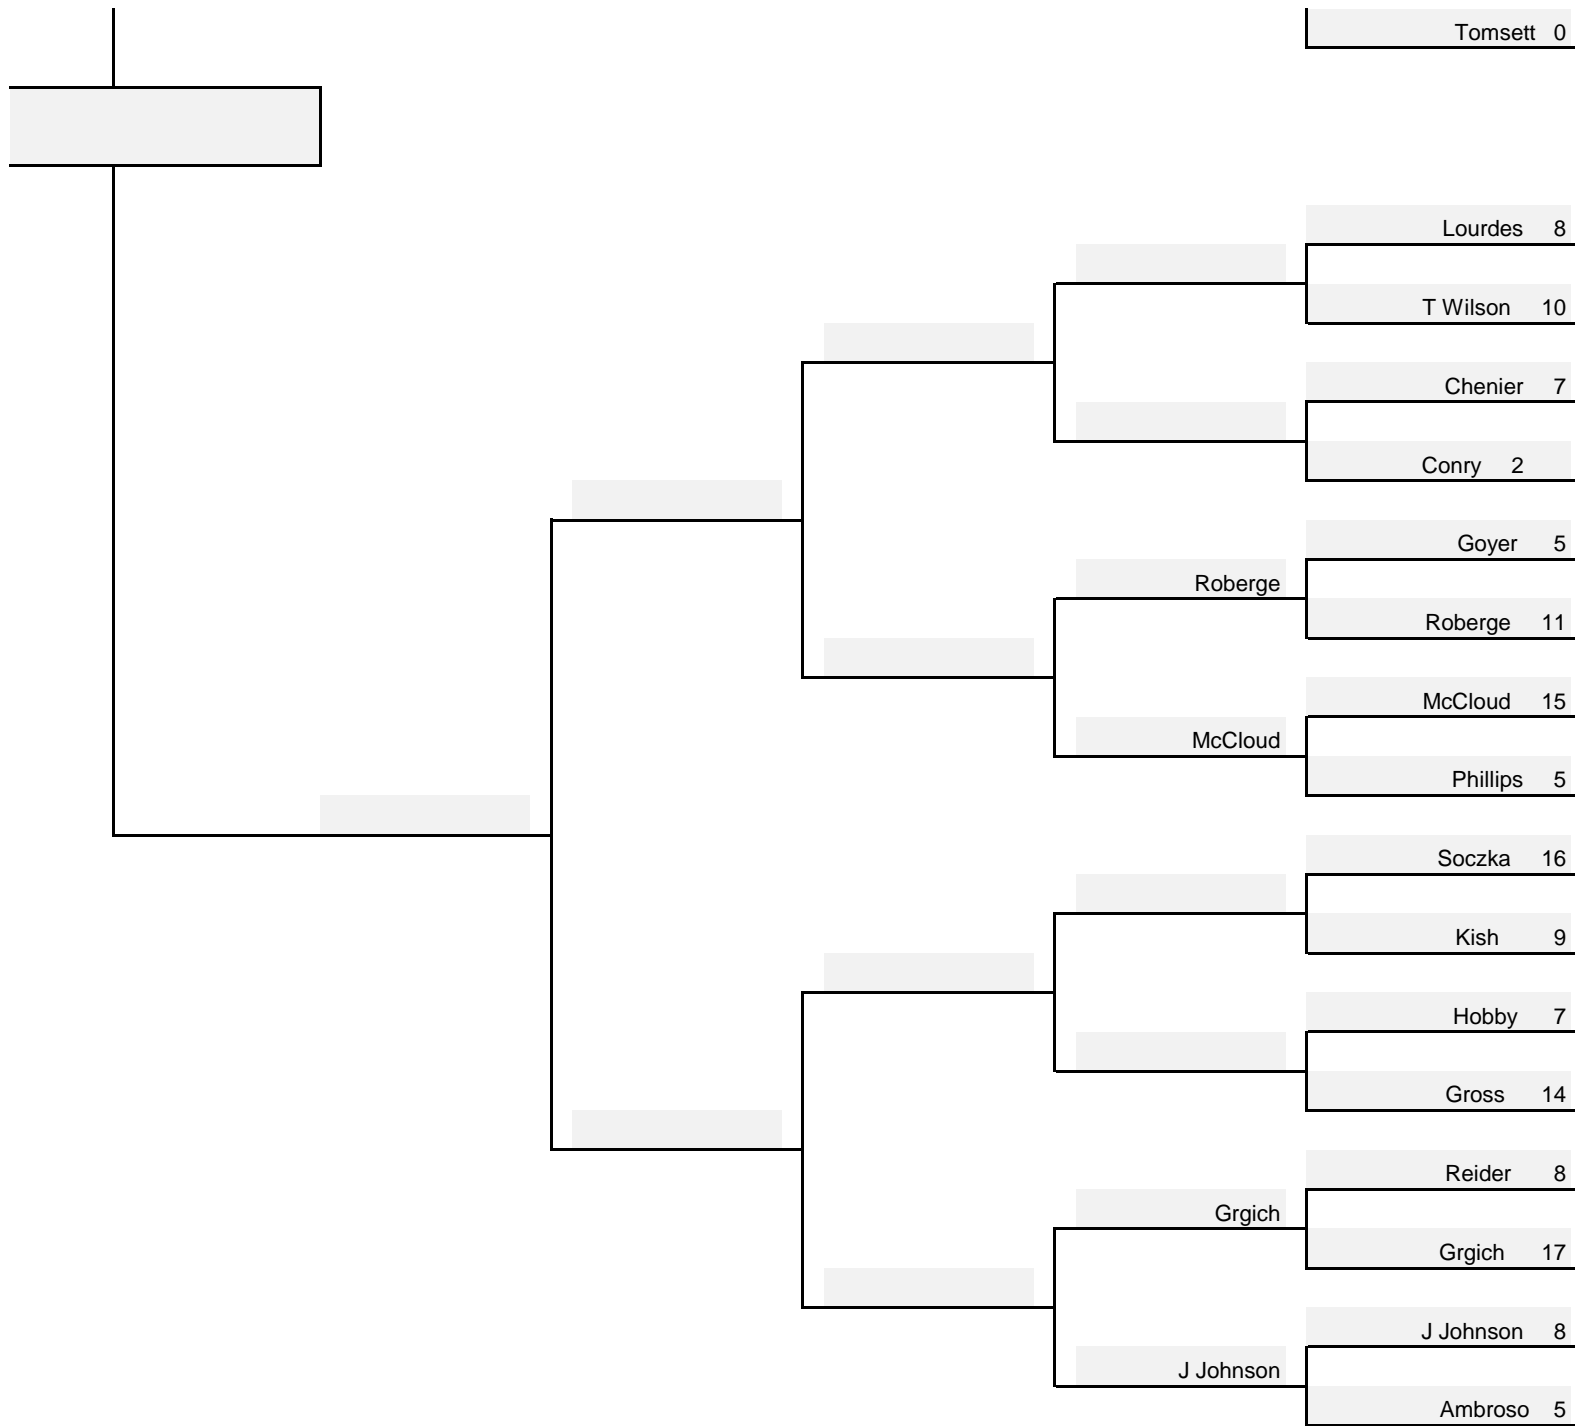 Tomsett 0
Lourdes 8
T Wilson 10
Chenier 7
Conry 2
Goyer 5
Roberge
Roberge 11
McCloud 15
McCloud
Phillips 5
Soczka 16
Kish 9
Hobby 7
Gross 14
Reider 8
Grgich
Grgich 17
J Johnson 8
J Johnson
Ambroso 5